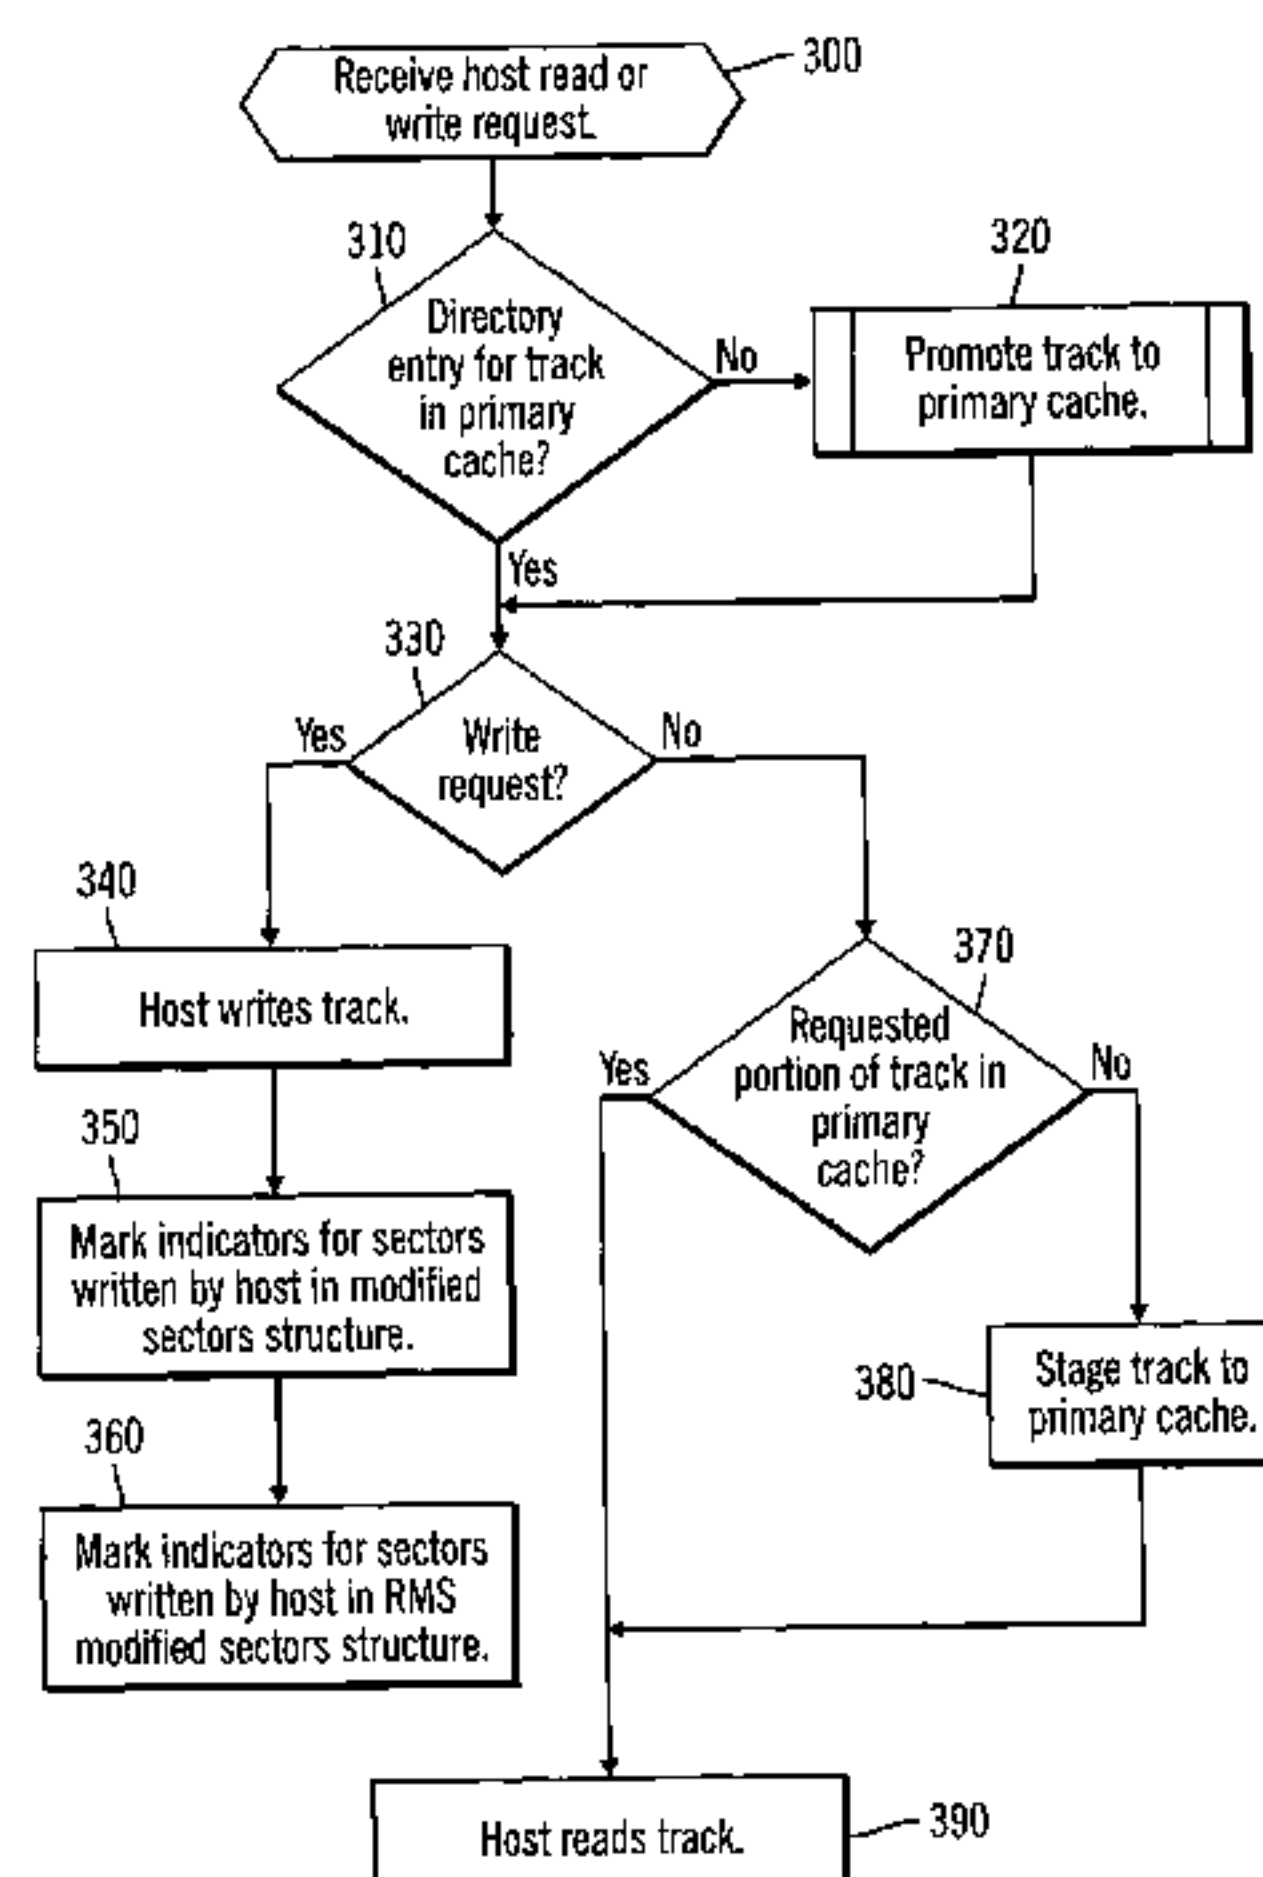 300
Receive host read or
write request.
310
Directory
entry for track
in primary
cache?
No
320
Promote track to
primary cache.
Yes
330
Write
request?
Yes
No
340
Host writes track.
350
Mark indicators for sectors
written by host in modified
sectors structure.
360
Mark indicators for sectors
written by host in RMS
modified sectors structure.
370
Requested
portion of track in
primary
cache?
Yes
No
380
Stage track to
primary cache.
Host reads track.
390